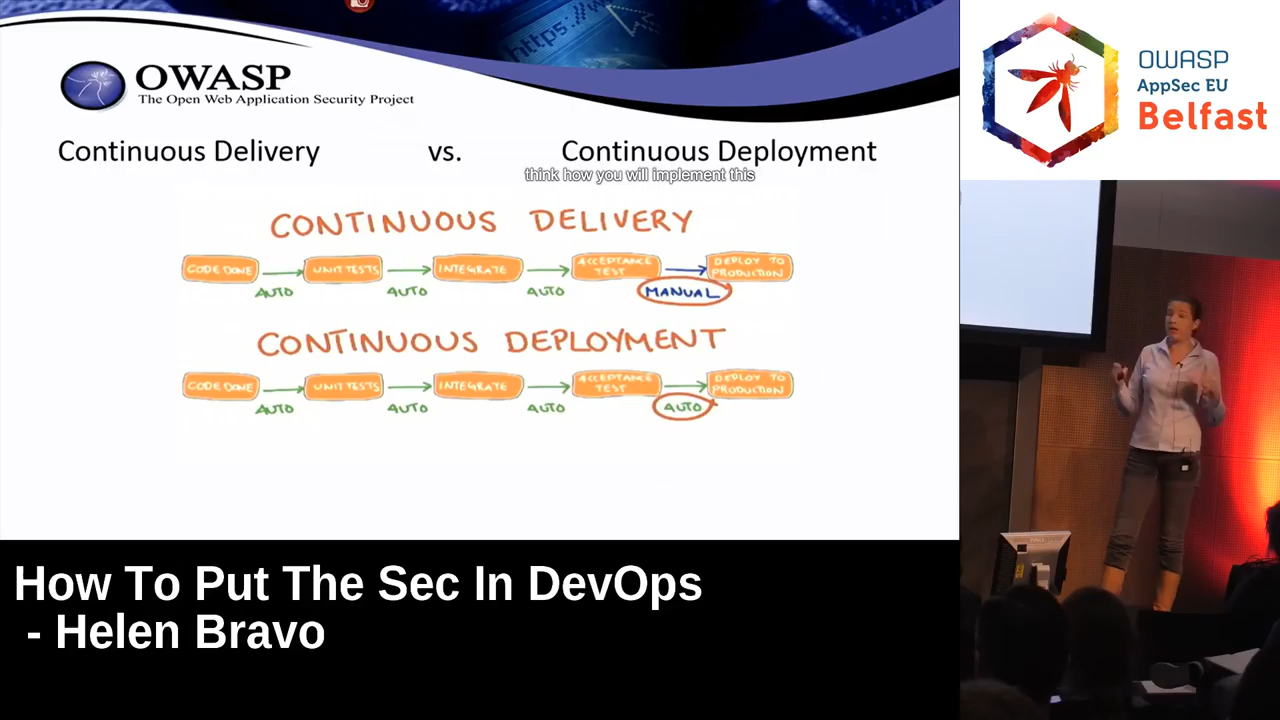 https://w
OWASP
The Open Web Application Security Project
Continuous Delivery vs. Continuous Deployment
think how you will implement this
CONTINUOUS DELIVERY
CODE DONE UNIT TESTS INTEGRATE ACCEPTANCE TEST DEPLOY TO PRODUCTION
AUTO AUTO AUTO MANUAL
CONTINUOUS DEPLOYMENT
CODE DONE UNIT TESTS INTEGRATE ACCEPTANCE TEST DEPLOY TO PRODUCTION
AUTO AUTO AUTO AUTO
OWASP
AppSec EU
Belfast
How To Put The Sec In DevOps
- Helen Bravo